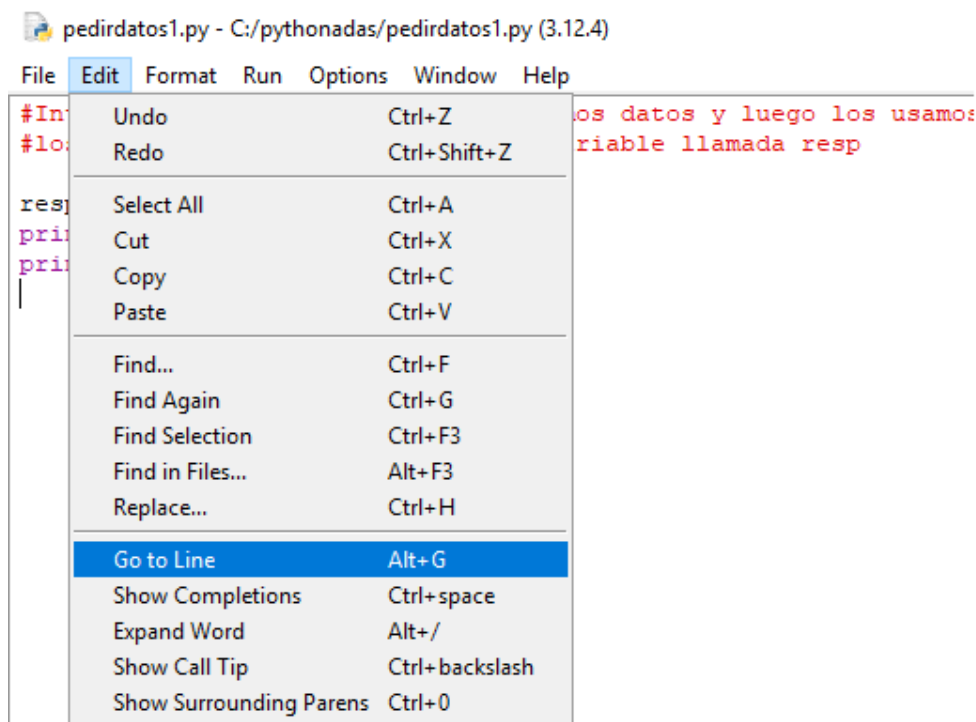 pedirdatos1.py - C:/pythonadas/pedirdatos1.py (3.12.4)
File Edit Format Run Options Window Help
datos y luego los usamos
llamada resp
Undo Ctrl+Z
Redo Ctrl+Shift+Z
Select All Ctrl+A
Cut Ctrl+X
Copy Ctrl+C
Paste Ctrl+V
Find... Ctrl+F
Find Again Ctrl+G
Find Selection Ctrl+F3
Find in Files... Alt+F3
Replace... Ctrl+H
Go to Line Alt+G
Show Completions Ctrl+space
Expand Word Alt+/
Show Call Tip Ctrl+backslash
Show Surrounding Parens Ctrl+0